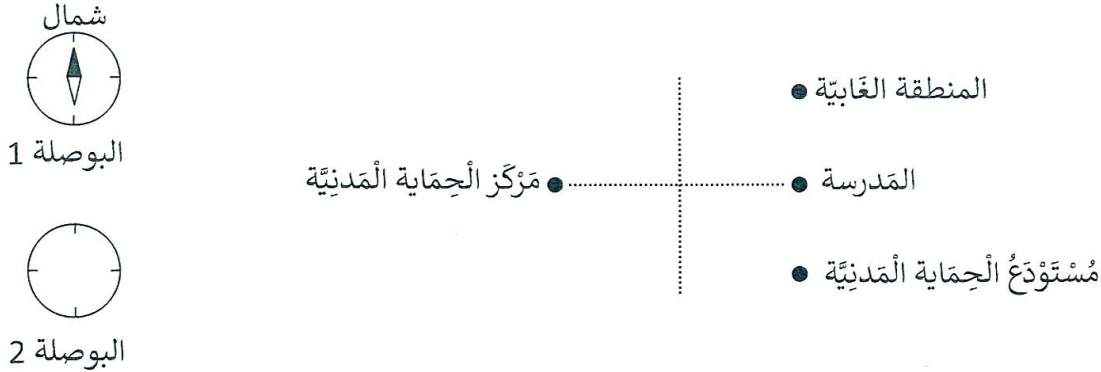 شمال
البوصلة 1
المنطقة الغَابيّة
مَرْكَز الْحِمَاية الْمَدنِيَّة
المَدرسة
مُسْتَوْدَعُ الْحِمَاية الْمَدنِيَّة
البوصلة 2